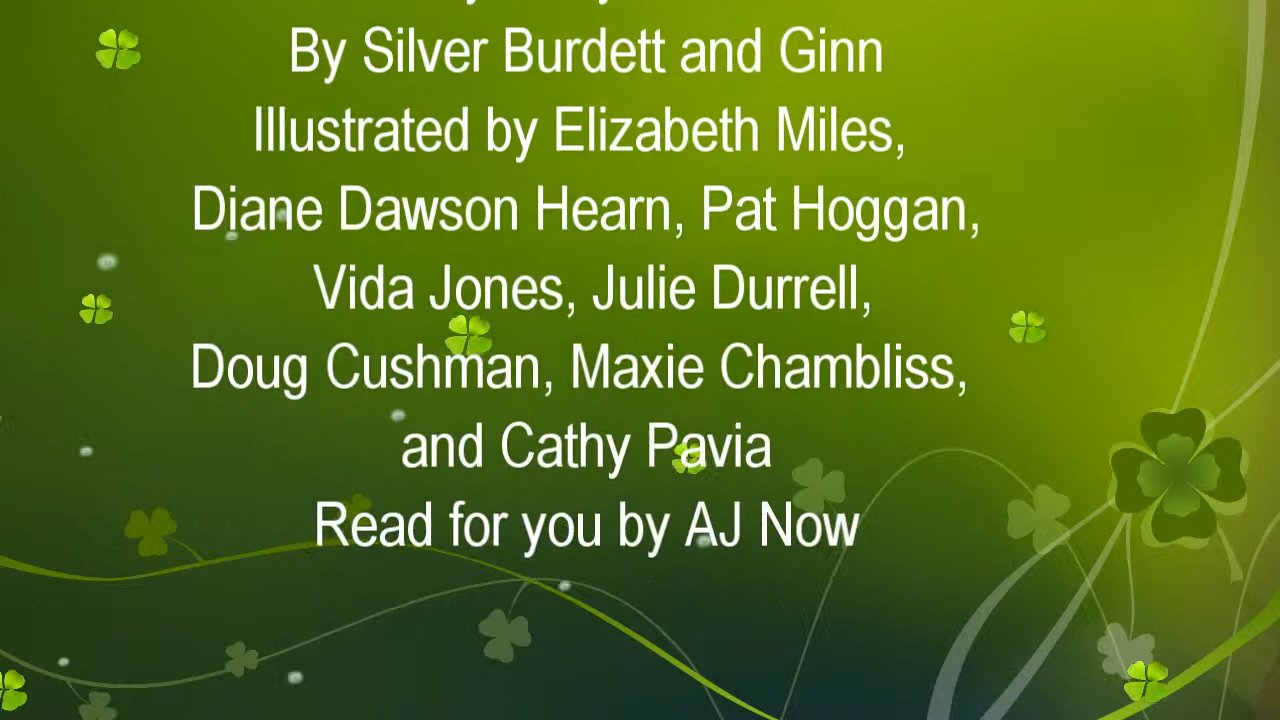 By Silver Burdett and Ginn
Illustrated by Elizabeth Miles,
Diane Dawson Hearn, Pat Hoggan,
Vida Jones, Julie Durrell,
Doug Cushman, Maxie Chambliss,
and Cathy Pavia
Read for you by AJ Now